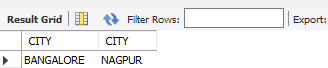 Result Grid Filter Rows: Export:
CITY CITY
BANGALORE NAGPUR